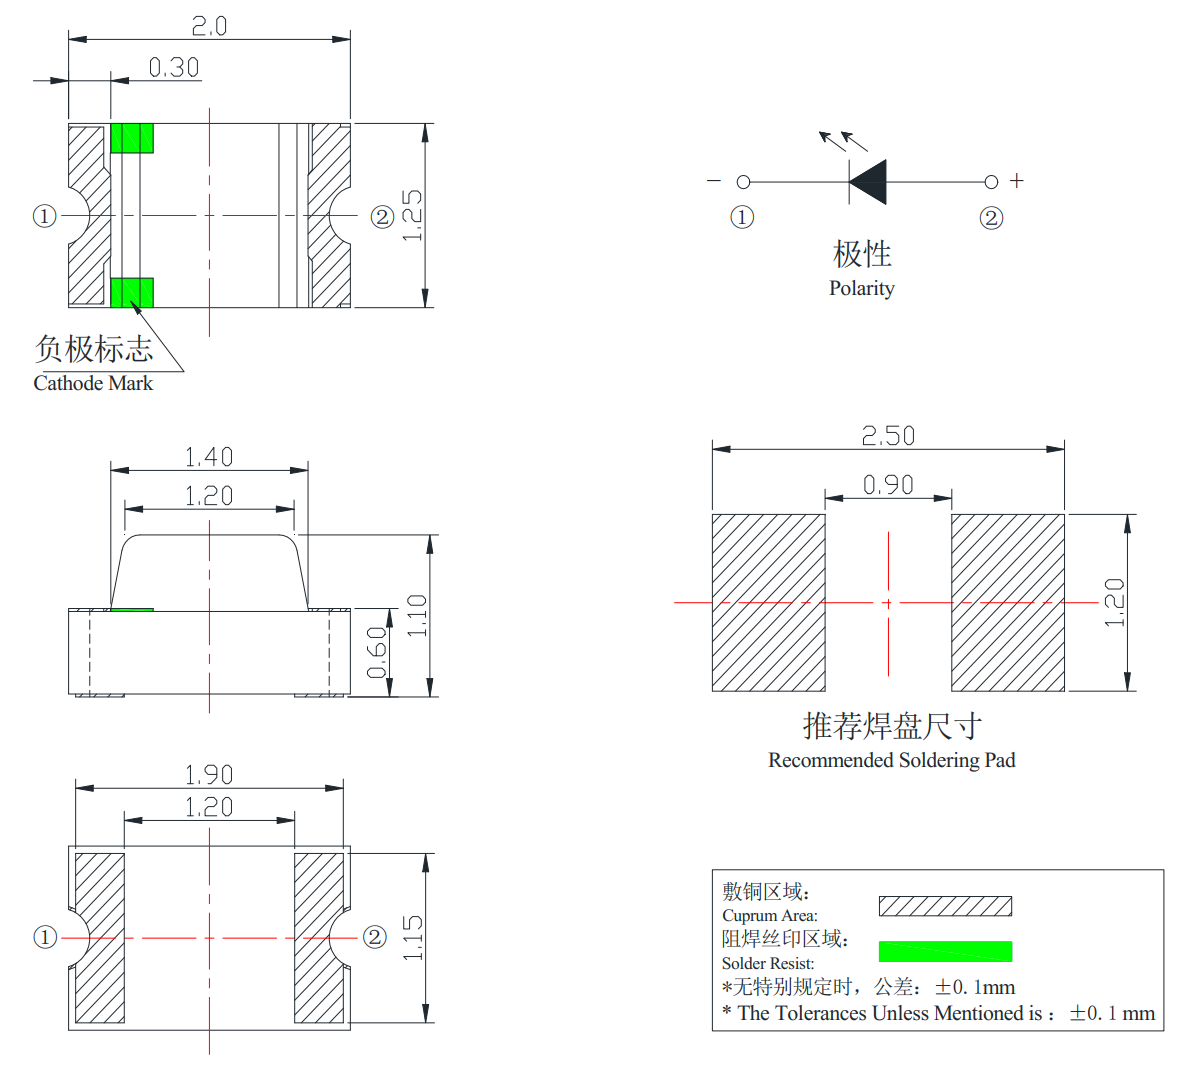 2.0
0.30
①
②
1.25
负极标志
Cathode Mark
－
＋
①
②
极性
Polarity
1.40
1.20
0.60
1.10
2.50
0.90
1.20
推荐焊盘尺寸
Recommended Soldering Pad
1.90
1.20
①
②
1.15
敷铜区域：
Cuprum Area:
阻焊丝印区域：
Solder Resist:
*无特别规定时，公差：±0.1mm
* The Tolerances Unless Mentioned is： ±0.1 mm